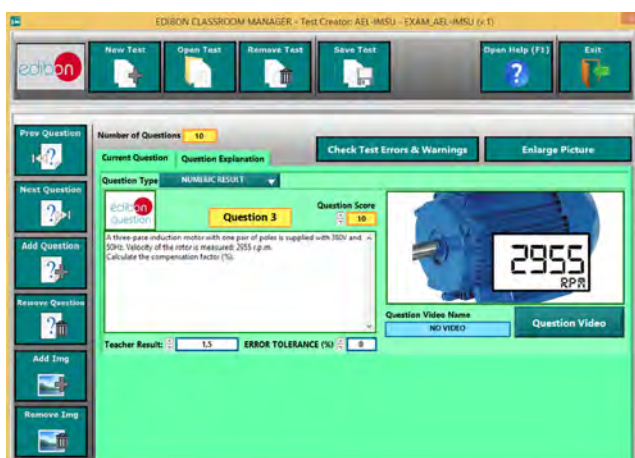 EDIBON CLASSROOM MANAGER - Test Creator: AEL-IMSU - EXAM_AEL-IMSU (v.1)
edibon
New Test
Open Test
Remove Test
Save Test
Open Help (F1)
?
Exit
Prev Question
Next Question
Add Question
Remove Question
Add Img
Remove Img
Number of Questions 10
Check Test Errors & Warnings
Enlarge Picture
Current Question
Question Explanation
Question Type NUMERIC RESULT
edibon
question
Question 3
Question Score
10
A three-pase induction motor with one pair of poles is supplied with 380V and
50Hz. Velocity of the rotor is measured: 2955 r.p.m.
Calculate the compensation factor (%).
2955
RPM
Question Video Name
NO VIDEO
Question Video
Teacher Result: 1,5 ERROR TOLERANCE (%) 0